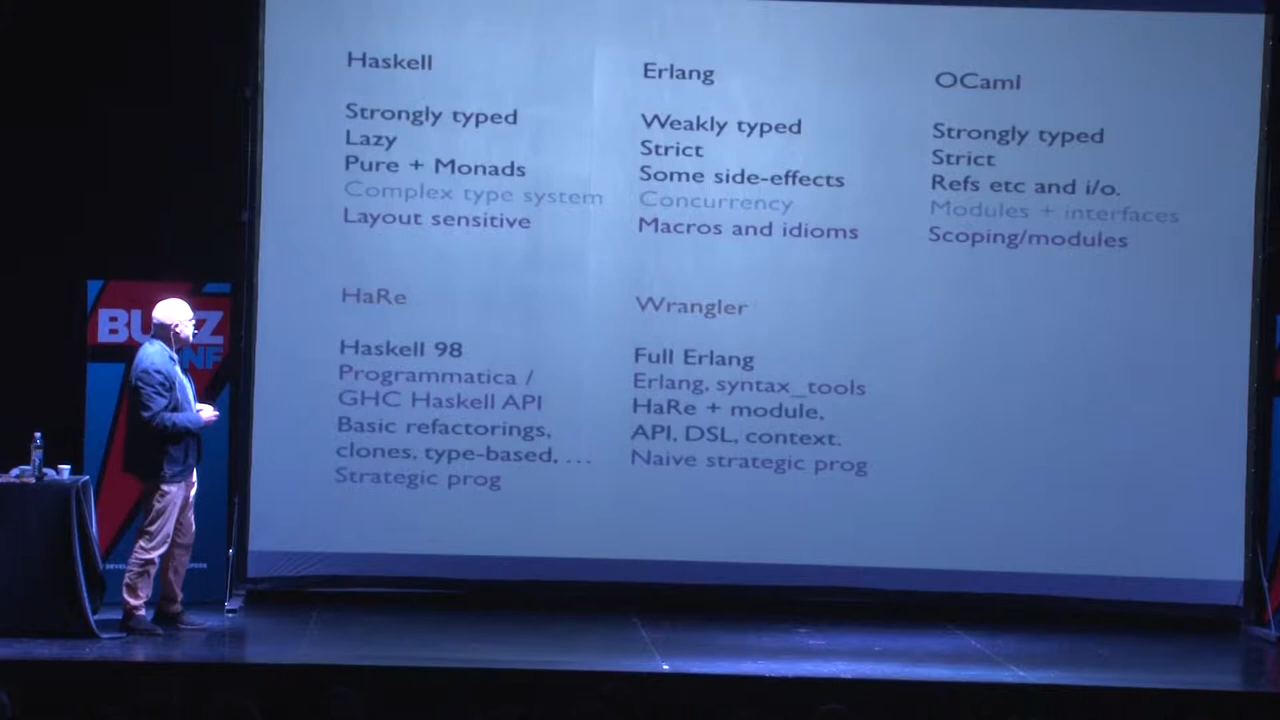 Haskell
Strongly typed
Lazy
Pure + Monads
Complex type system
Layout sensitive
Erlang
Weakly typed
Strict
Some side-effects
Concurrency
Macros and idioms
OCaml
Strongly typed
Strict
Refs etc and i/o.
Modules + interfaces
Scoping/modules
HaRe
Haskell 98
Programmatica /
GHC Haskell API
Basic refactorings,
clones, type-based, …
Strategic prog
Wrangler
Full Erlang
Erlang, syntax_tools
HaRe + module,
API, DSL, context.
Naive strategic prog